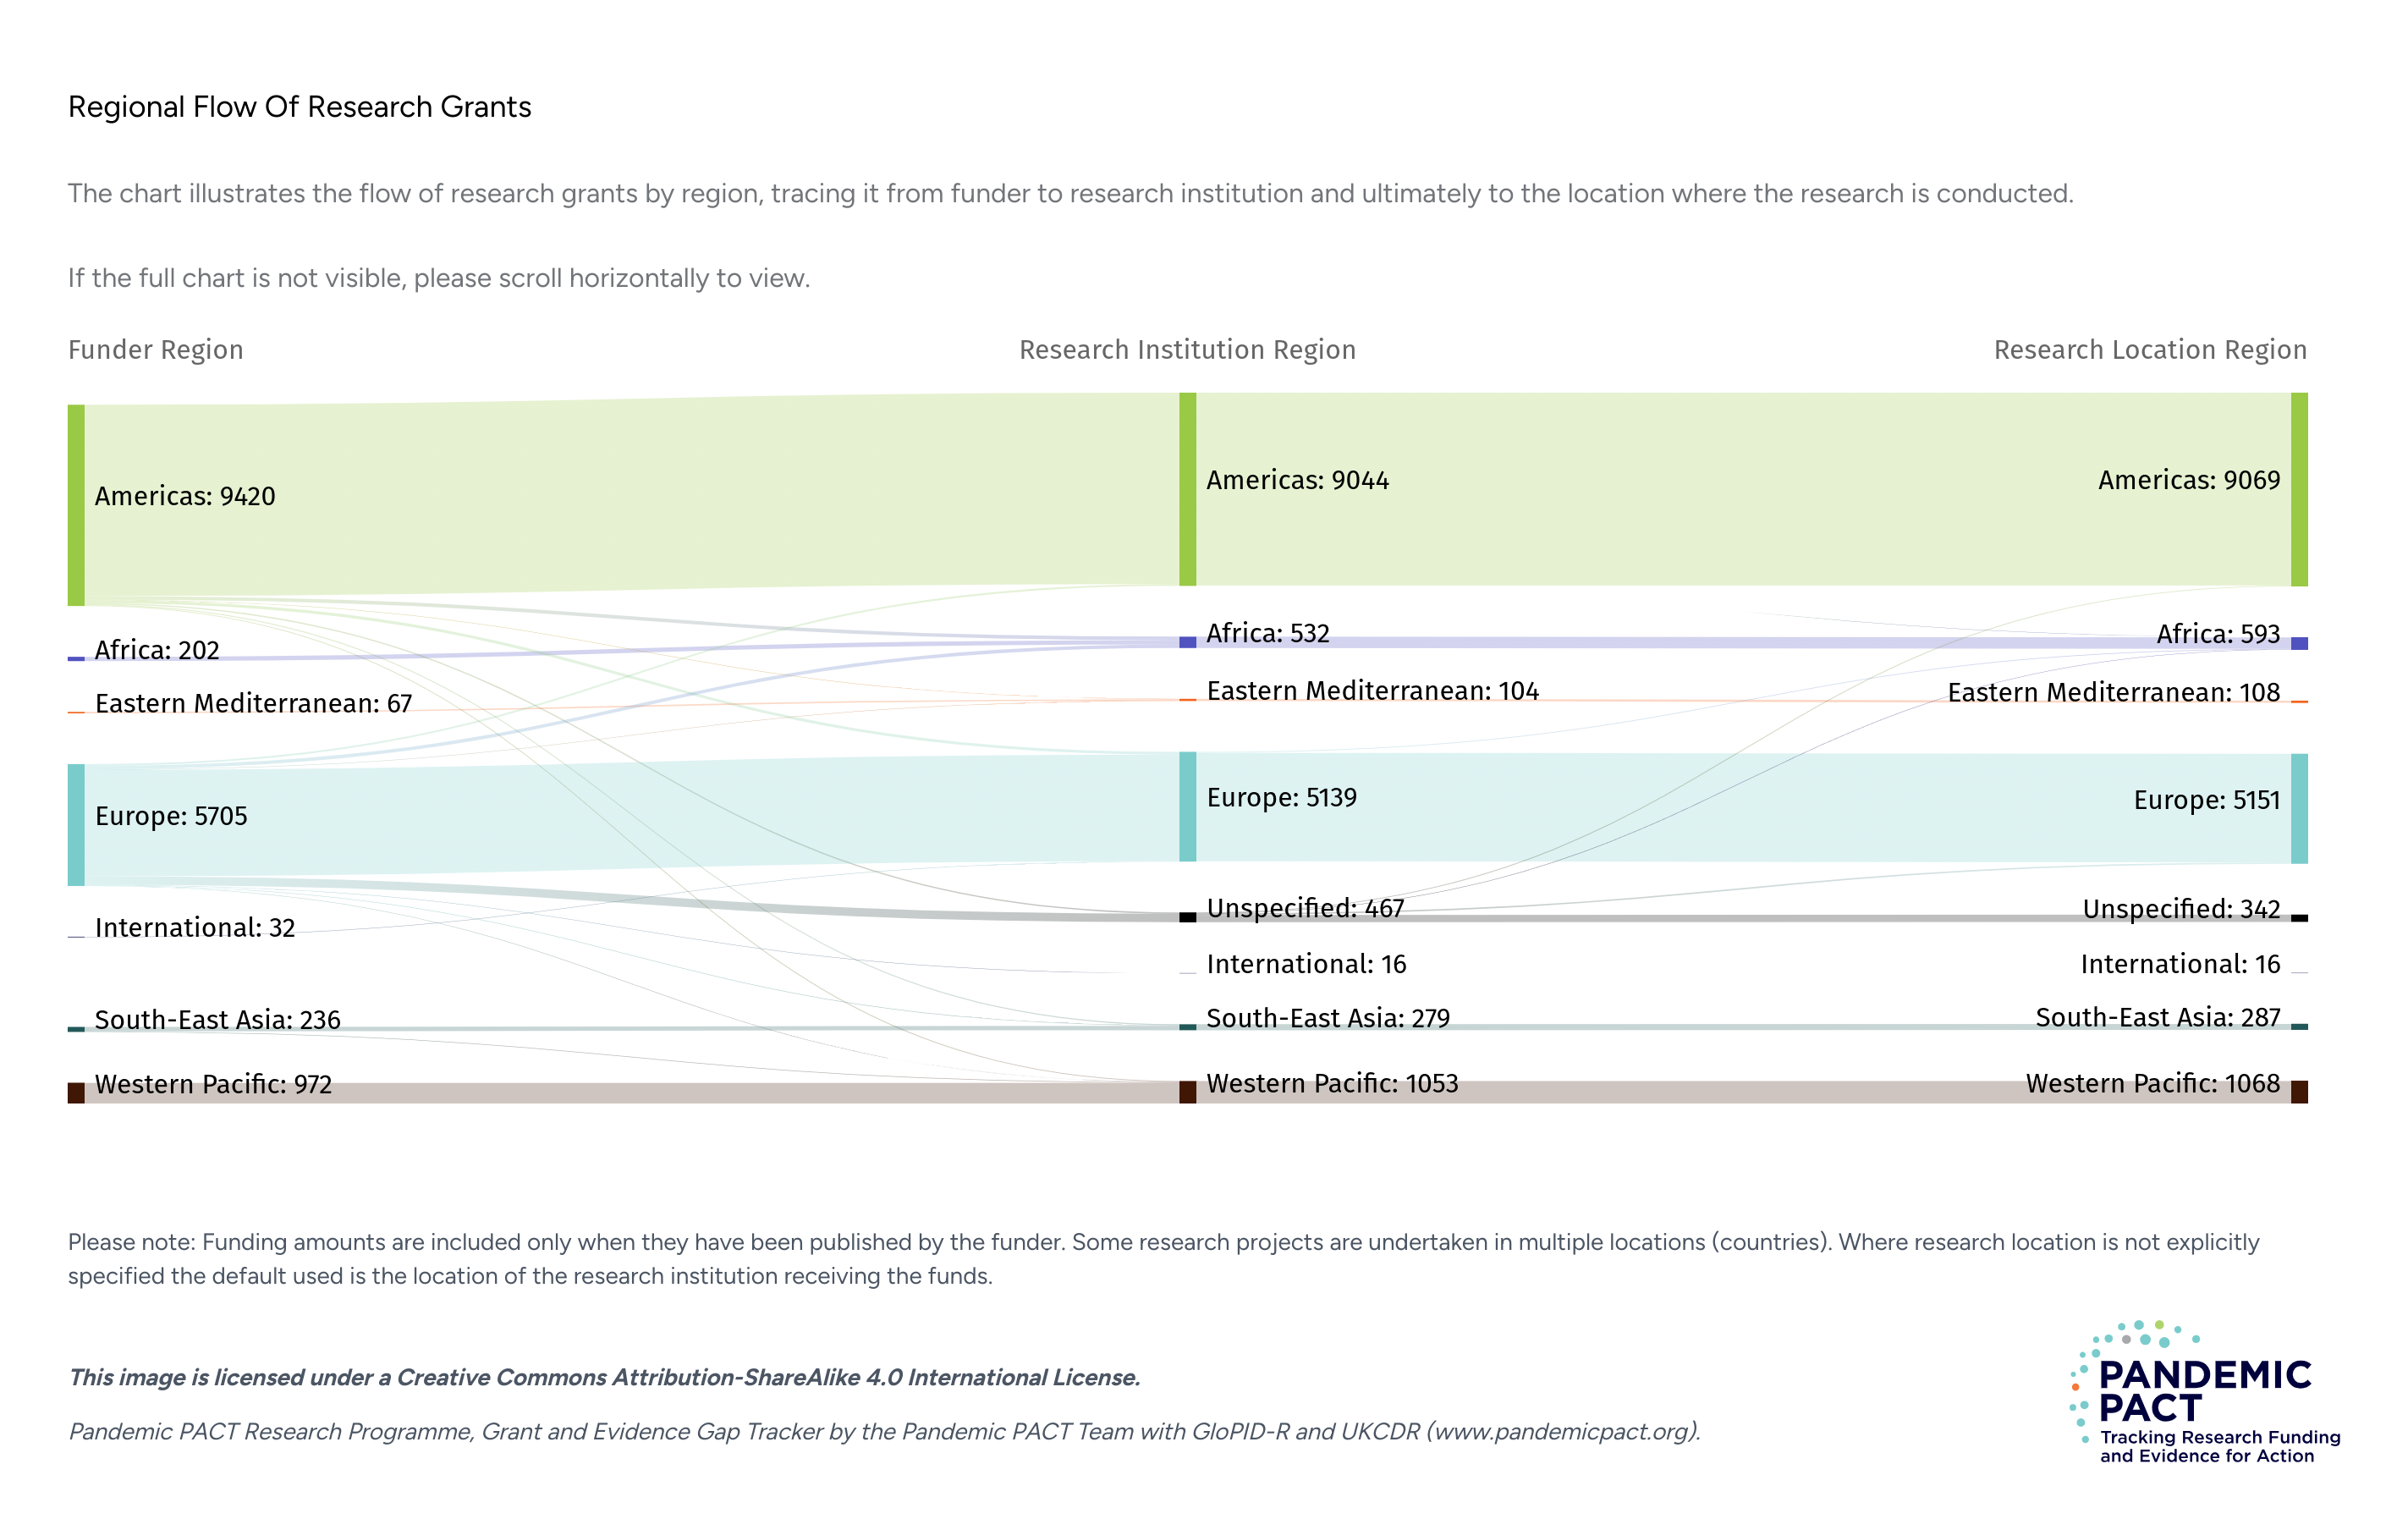 Regional Flow Of Research Grants
The chart illustrates the flow of research grants by region, tracing it from funder to research institution and ultimately to the location where the research is conducted.
If the full chart is not visible, please scroll horizontally to view.
Funder Region
Research Institution Region
Research Location Region
Americas: 9420
Americas: 9044
Americas: 9069
Africa: 202
Africa: 532
Africa: 593
Eastern Mediterranean: 67
Eastern Mediterranean: 104
Eastern Mediterranean: 108
Europe: 5705
Europe: 5139
Europe: 5151
Unspecified: 467
Unspecified: 342
International: 32
International: 16
International: 16
South-East Asia: 236
South-East Asia: 279
South-East Asia: 287
Western Pacific: 972
Western Pacific: 1053
Western Pacific: 1068
Please note: Funding amounts are included only when they have been published by the funder. Some research projects are undertaken in multiple locations (countries). Where research location is not explicitly
specified the default used is the location of the research institution receiving the funds.
This image is licensed under a Creative Commons Attribution-ShareAlike 4.0 International License.
Pandemic PACT Research Programme, Grant and Evidence Gap Tracker by the Pandemic PACT Team with GloPID-R and UKCDR (www.pandemicpact.org).
PANDEMIC
PACT
Tracking Research Funding
and Evidence for Action